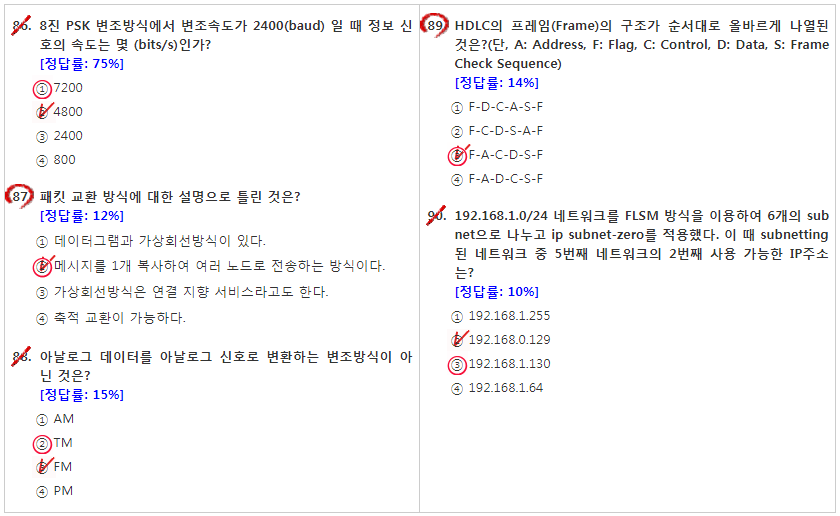 86. 8진 PSK 변조방식에서 변조속도가 2400(baud) 일 때 정보 신
호의 속도는 몇 (bits/s)인가?
[정답률: 75%]
① 7200
② 4800
③ 2400
④ 800
87. 패킷 교환 방식에 대한 설명으로 틀린 것은?
[정답률: 12%]
① 데이터그램과 가상회선방식이 있다.
② 메시지를 1개 복사하여 여러 노드로 전송하는 방식이다.
③ 가상회선방식은 연결 지향 서비스라고도 한다.
④ 축적 교환이 가능하다.
88. 아날로그 데이터를 아날로그 신호로 변환하는 변조방식이 아
닌 것은?
[정답률: 15%]
① AM
② TM
③ FM
④ PM
89. HDLC의 프레임(Frame)의 구조가 순서대로 올바르게 나열된
것은?(단, A: Address, F: Flag, C: Control, D: Data, S: Frame
Check Sequence)
[정답률: 14%]
① F-D-C-A-S-F
② F-C-D-S-A-F
③ F-A-C-D-S-F
④ F-A-D-C-S-F
90. 192.168.1.0/24 네트워크를 FLSM 방식을 이용하여 6개의 sub
net으로 나누고 ip subnet-zero를 적용했다. 이 때 subnetting
된 네트워크 중 5번째 네트워크의 2번째 사용 가능한 IP주소
는?
[정답률: 10%]
① 192.168.1.255
② 192.168.0.129
③ 192.168.1.130
④ 192.168.1.64